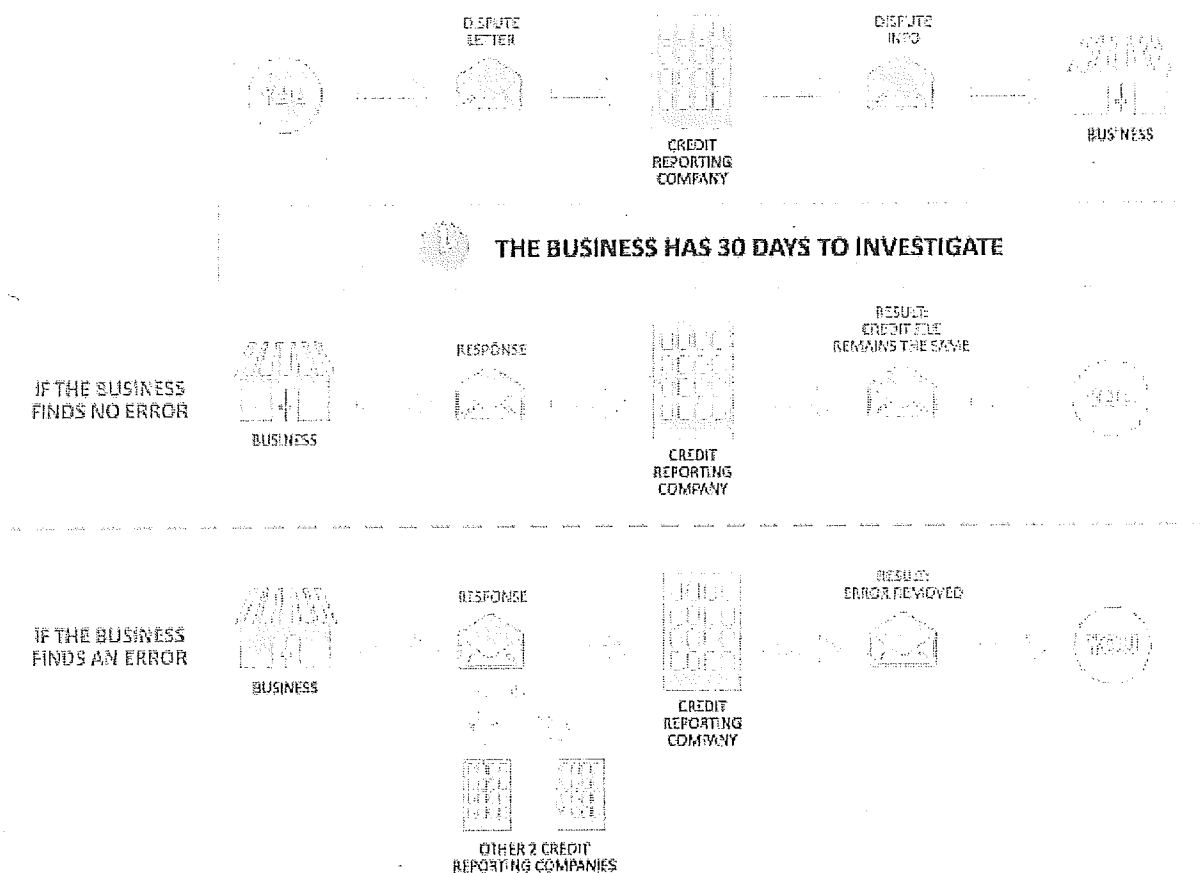 DISPUTE
LETTER
DISPUTE
INFO
YOU
CREDIT
REPORTING
COMPANY
BUSINESS
THE BUSINESS HAS 30 DAYS TO INVESTIGATE
IF THE BUSINESS
FINDS NO ERROR
BUSINESS
RESPONSE
CREDIT
REPORTING
COMPANY
RESULT:
CREDIT FILE
REMAINS THE SAME
YOU
IF THE BUSINESS
FINDS AN ERROR
BUSINESS
RESPONSE
CREDIT
REPORTING
COMPANY
RESULT:
ERROR REMOVED
OTHER 2 CREDIT
REPORTING COMPANIES